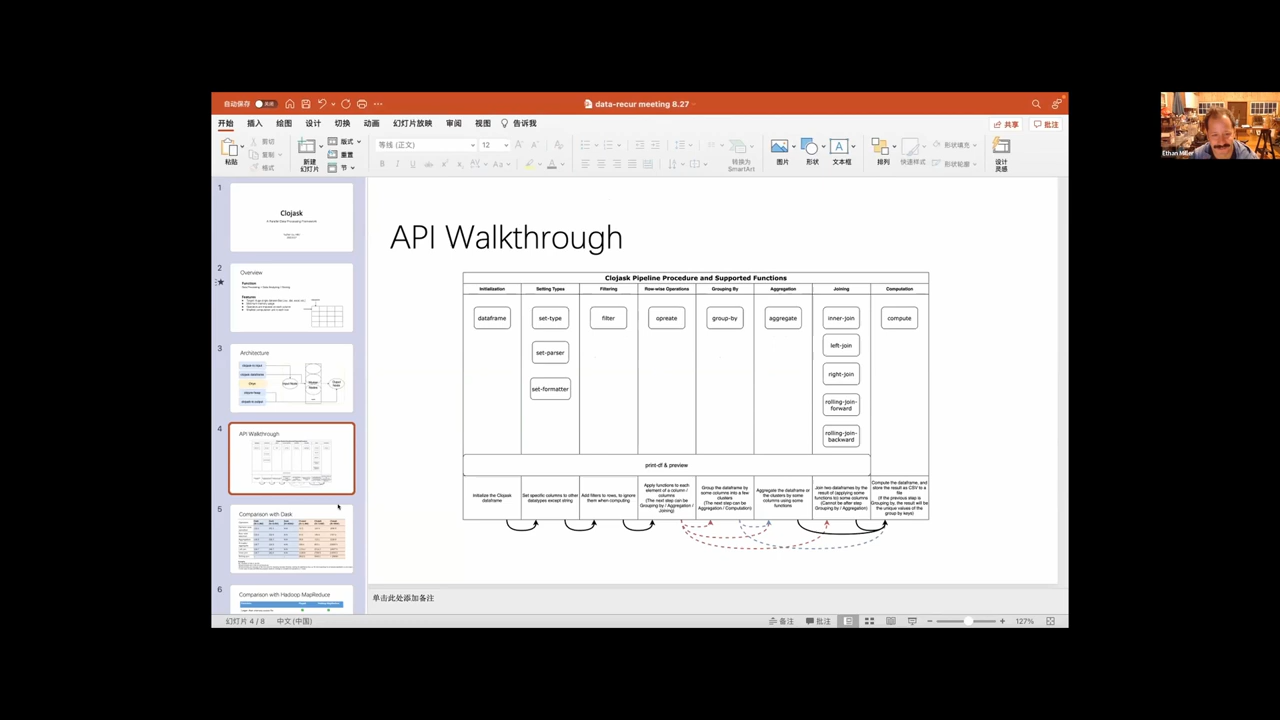 自动保存 关闭
data-recur meeting 8.27
开始 插入 绘图 设计 切换 动画 幻灯片放映 审阅 视图 告诉我
共享 批注
粘贴
剪切
复制
格式
新建
幻灯片
版式
重置
节
等线 (正文) 12
转换为
SmartArt
图片
形状
文本框
排列
快速样式
形状填充
形状轮廓
设计
灵感
Ethan Miller
1
Clojask
2
Overview
Function
Features
3
Architecture
4
API Walkthrough
5
Comparison with Dask
6
Comparison with Hadoop MapReduce
API Walkthrough
Clojask Pipeline Procedure and Supported Functions
Initialization Setting Types Filtering Row-wise Operations Grouping By Aggregation Joining Computation
dataframe set-type filter opreate group-by aggregate inner-join compute
left-join
set-parser
right-join
set-formatter
rolling-join-
forward
rolling-join-
backward
print-df & preview
Initialize the Clojask
dataframe
Set specific columns to other
datatypes except string
Add filters to rows, to ignore
them when computing
Apply functions to each
element of a column /
columns
(The next step can be
Grouping by / Aggregation /
Joining)
Group the dataframe by
some columns into a few
clusters
(The next step can be
Aggregation / Computation)
Aggregate the dataframe or
the clusters by some
columns using some
functions
Join two dataframes by the
result of (applying some
functions to) some columns
(Cannot be after step
Grouping by / Aggregation)
Compute the dataframe, and
store the result as CSV to a
file
(if the previous step is
Grouping by, the result will be
the unique values of the
group by keys)
单击此处添加备注
幻灯片 4 / 8 中文 (中国)
备注 批注 127%